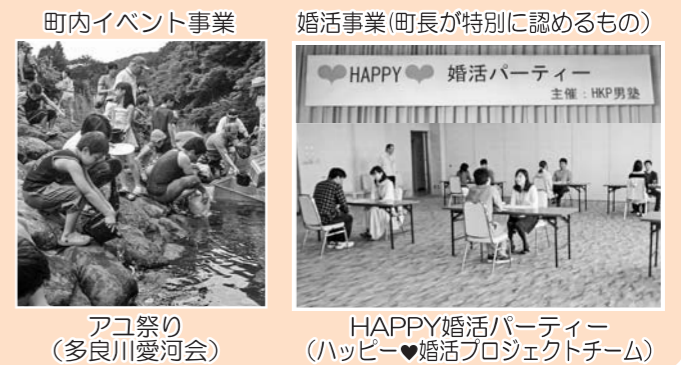 町内イベント事業
婚活事業(町長が特別に認めるもの)
HAPPY 婚活パーティー
主催：HKP男塾
アユ祭り
(多良川愛河会)
HAPPY婚活パーティー
(ハッピー♥婚活プロジェクトチーム)